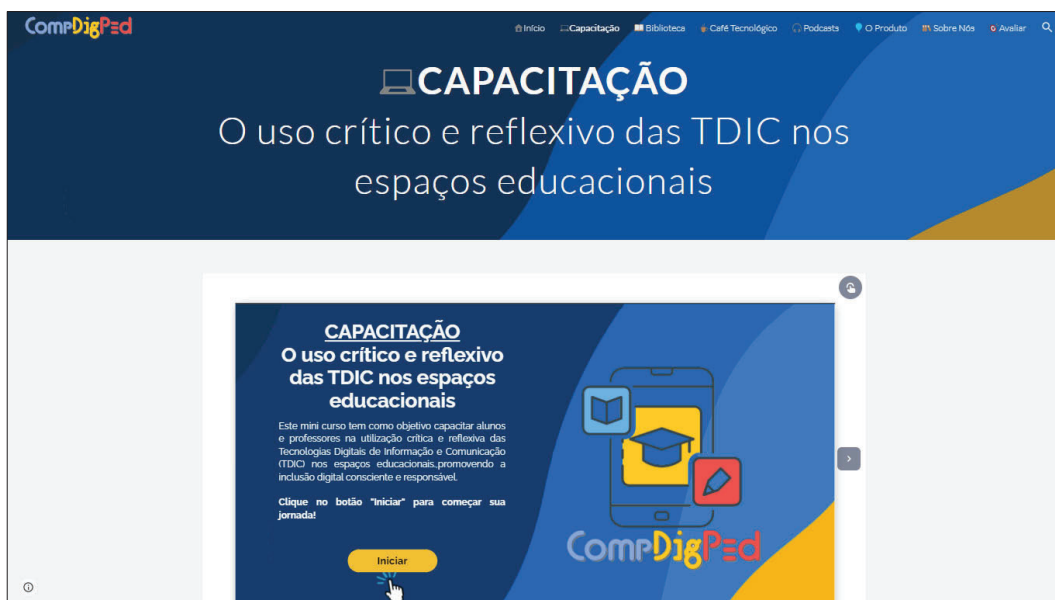 CompDigPed
Início Capacitação Biblioteca Café Tecnológico Podcasts O Produto Sobre Nós Avaliar
CAPACITAÇÃO
O uso crítico e reflexivo das TDIC nos
espaços educacionais
CAPACITAÇÃO
O uso crítico e reflexivo
das TDIC nos espaços
educacionais
Este mini curso tem como objetivo capacitar alunos
e professores na utilização crítica e reflexiva das
Tecnologias Digitais de Informação e Comunicação
(TDIC) nos espaços educacionais,promovendo a
inclusão digital consciente e responsável.
Clique no botão "Iniciar" para começar sua
jornada!
Iniciar
CompDigPed